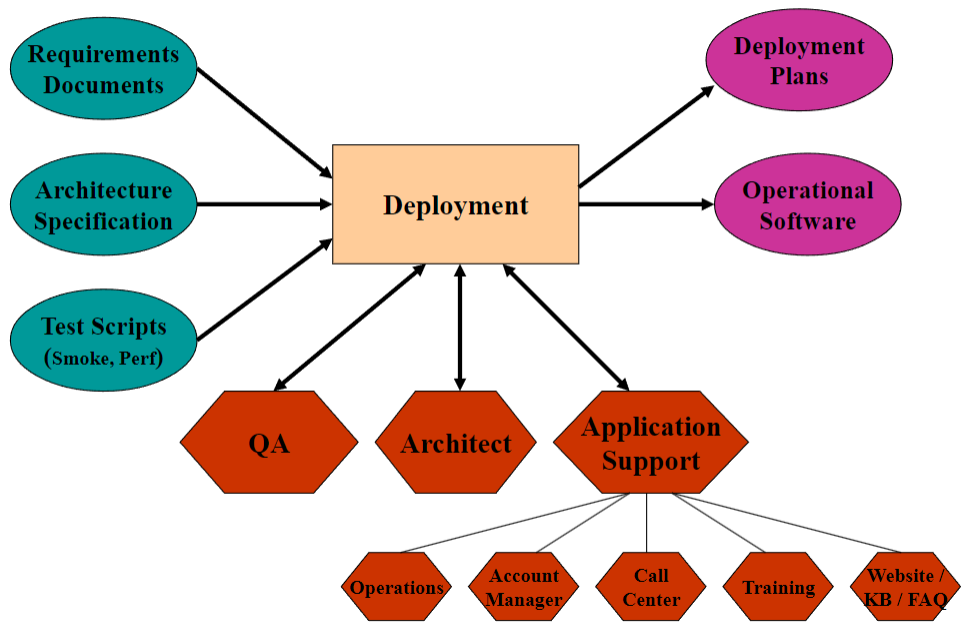 Requirements
Documents
Deployment
Plans
Architecture
Specification
Deployment
Operational
Software
Test Scripts
(Smoke, Perf)
QA
Architect
Application
Support
Operations
Account
Manager
Call
Center
Training
Website /
KB / FAQ